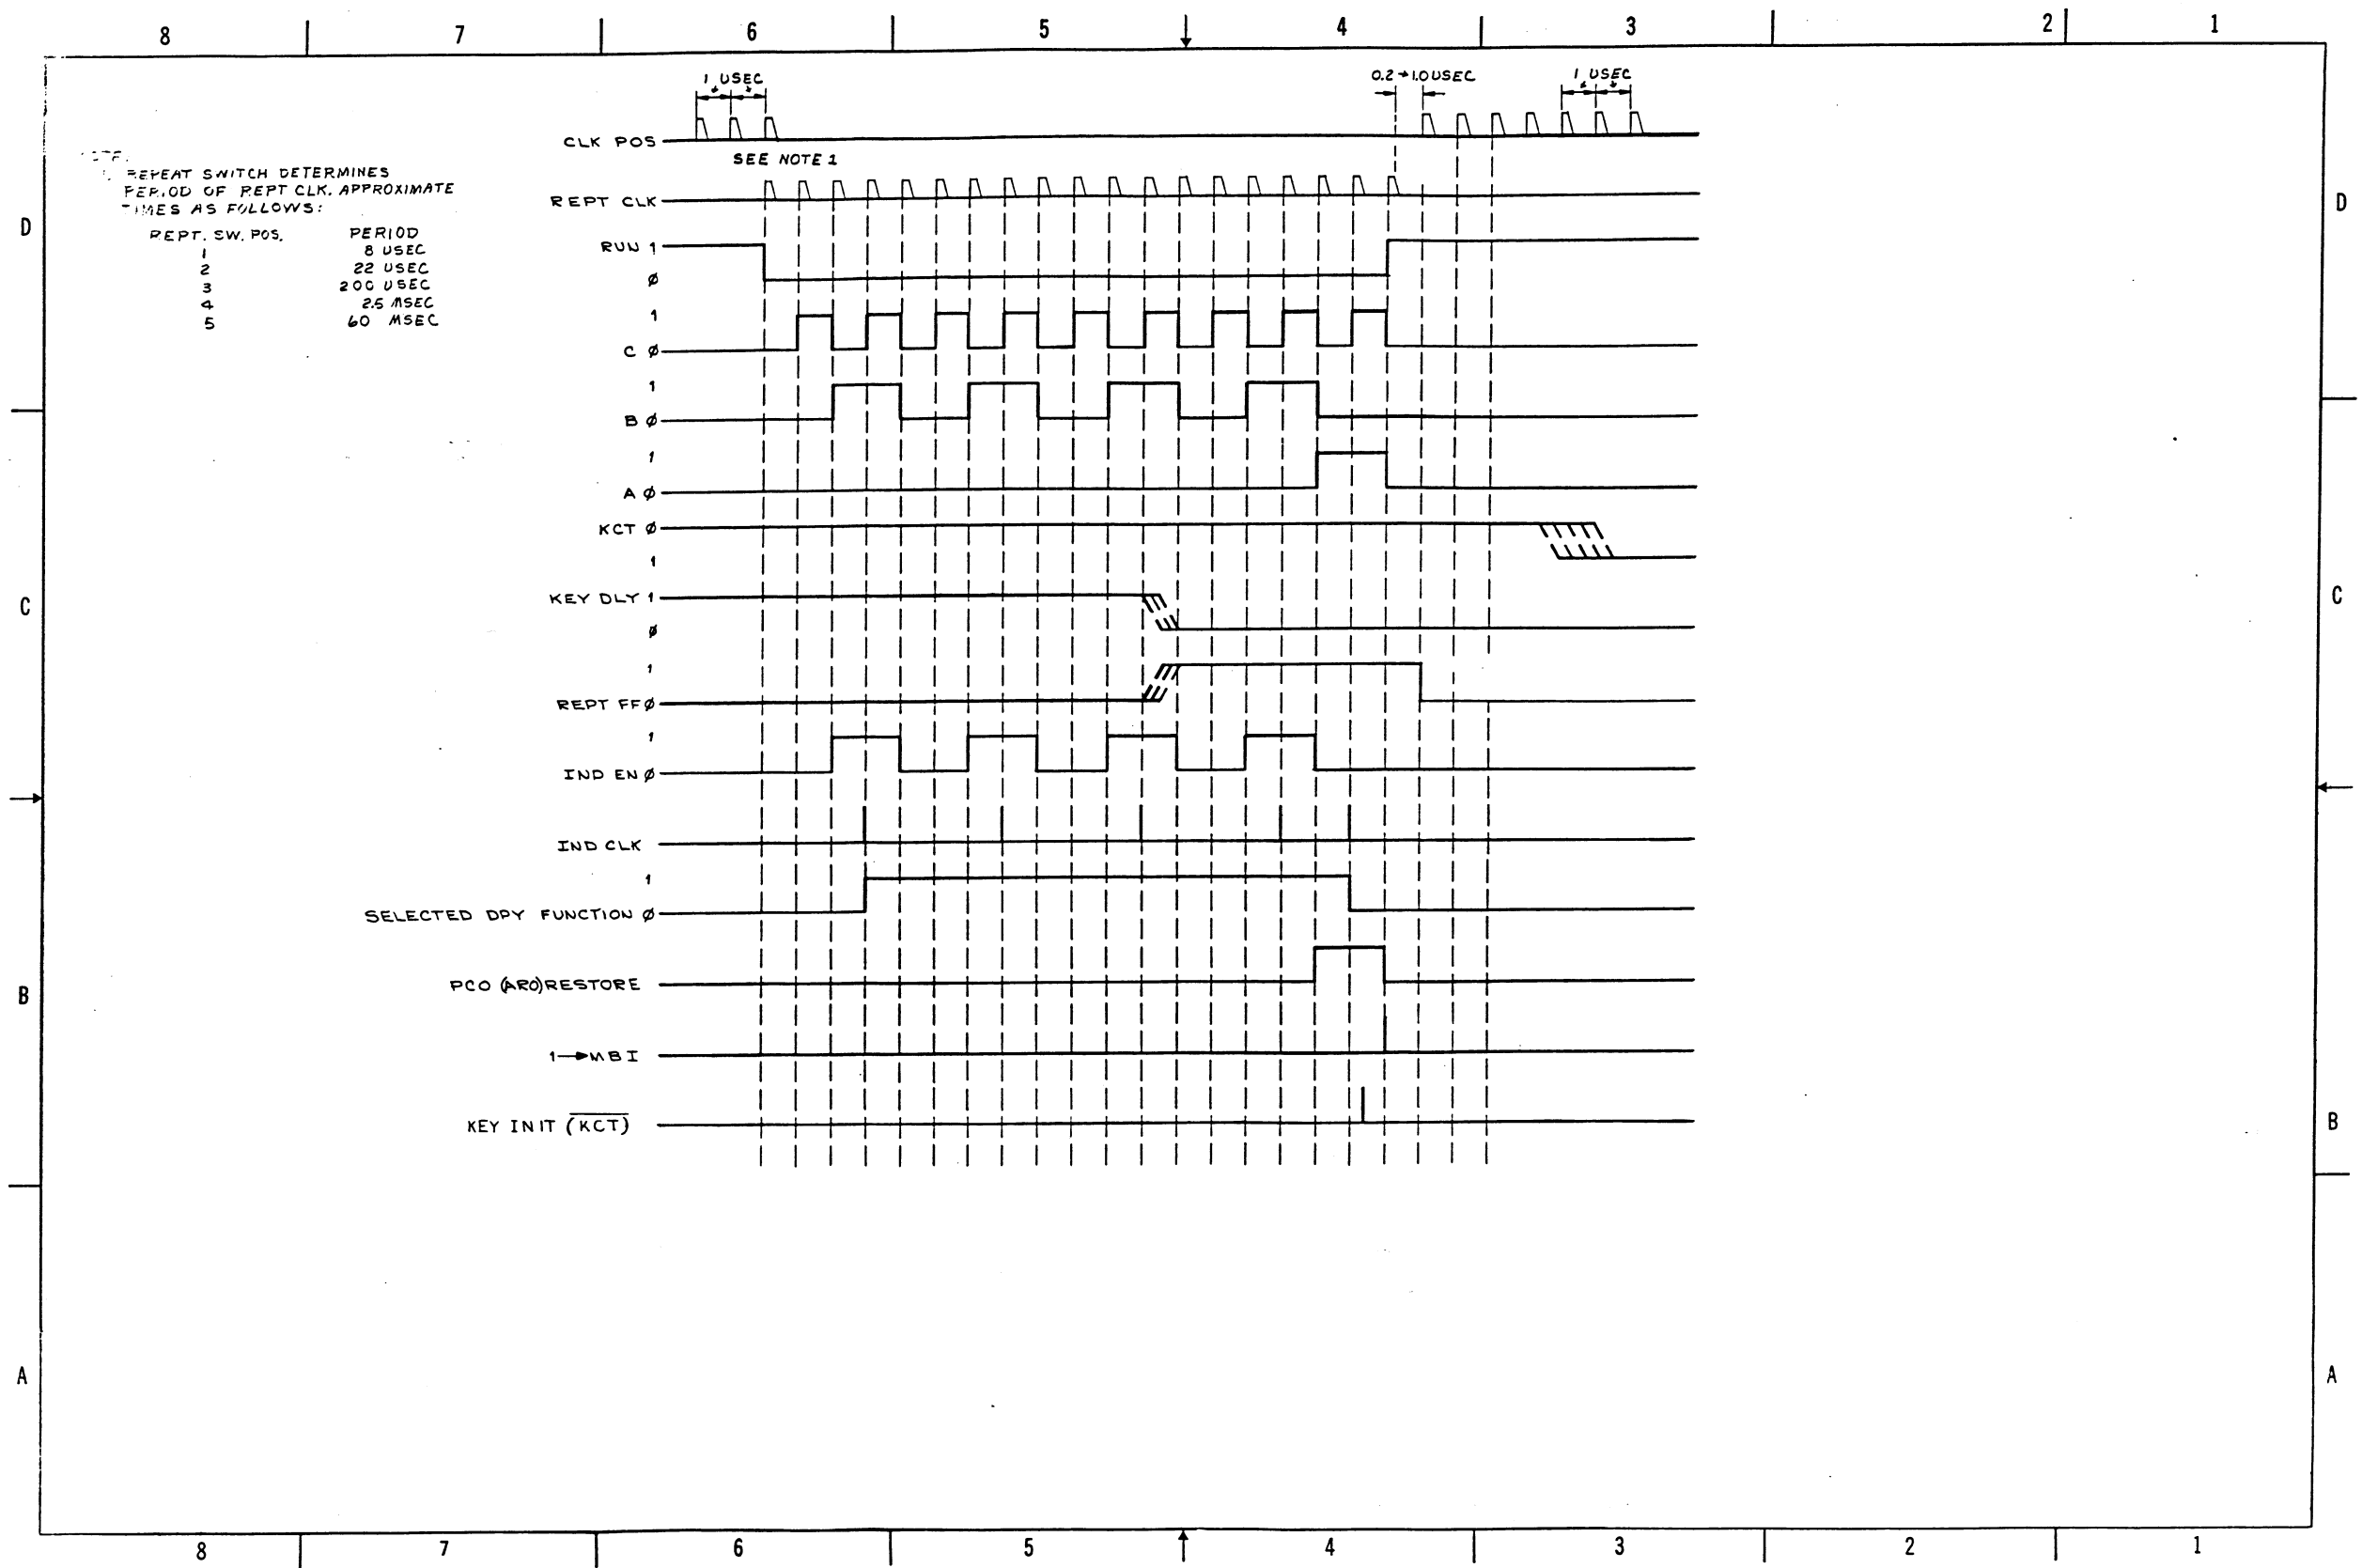 8 7 6 5 4 3 2 1
1 USEC
0.2→1.0 USEC
1 USEC
CLK POS
SEE NOTE 1
REPEAT SWITCH DETERMINES
PERIOD OF REPT CLK. APPROXIMATE
TIMES AS FOLLOWS:
REPT. SW. POS. PERIOD
1 8 USEC
2 22 USEC
3 200 USEC
4 2.5 MSEC
5 60 MSEC
REPT CLK
D D
RUN 1
Ø
1
C Ø
1
B Ø
1
A Ø
KCT Ø
1
C C
KEY DLY 1
Ø
1
REPT FF Ø
1
IND EN Ø
IND CLK
1
SELECTED DPY FUNCTION Ø
PCO (ARO) RESTORE
B
1→MBI
KEY INIT (K̅C̅T̅)
B
A A
8 7 6 5 4 3 2 1